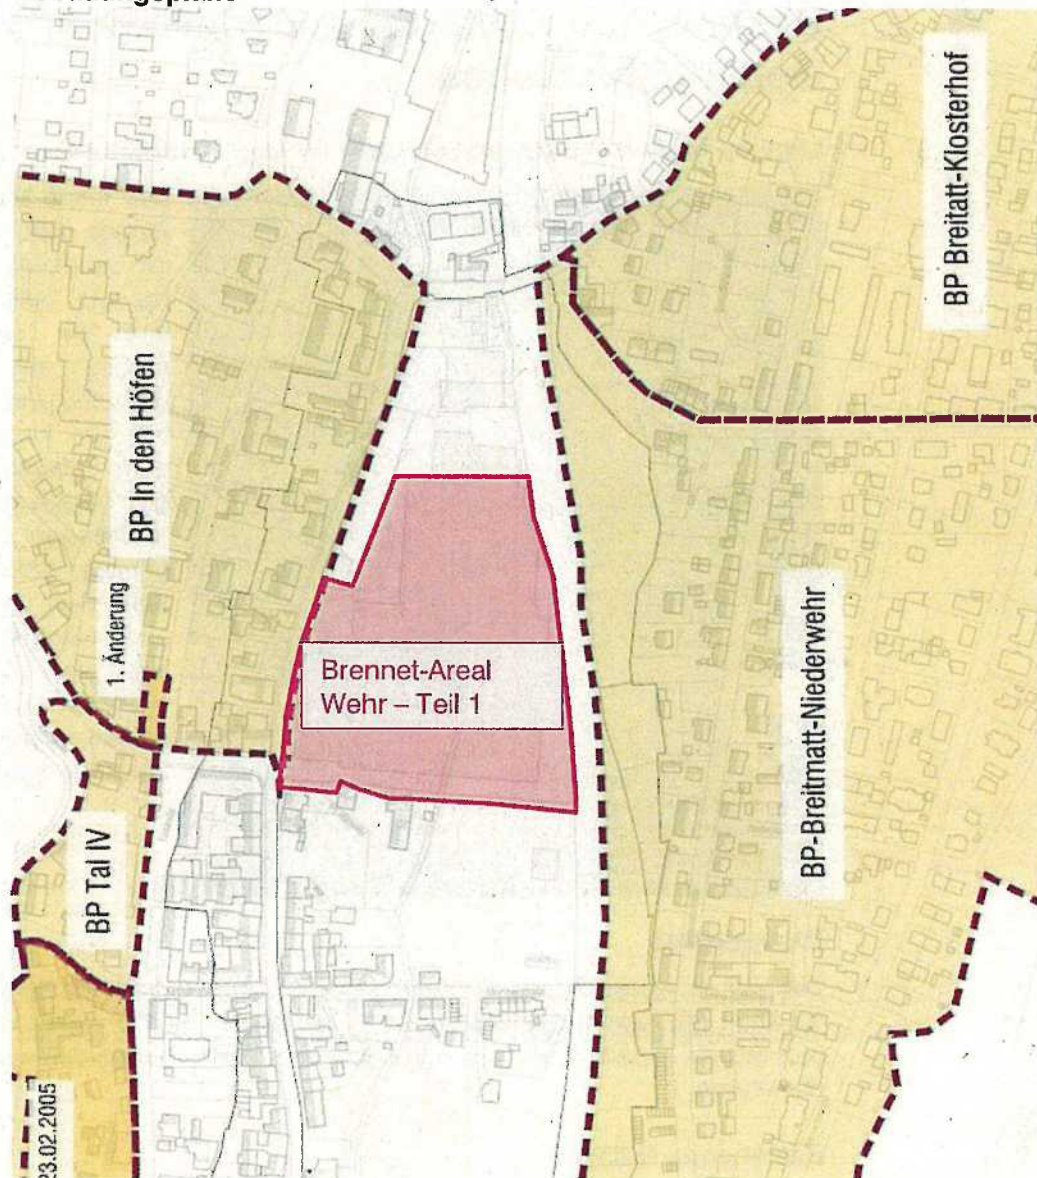 BP Breitatt-Klosterhof
BP In den Höfen
1. Änderung
Brennet-Areal
Wehr – Teil 1
BP-Breitmatt-Niederwehr
BP Tal IV
23.02.2005